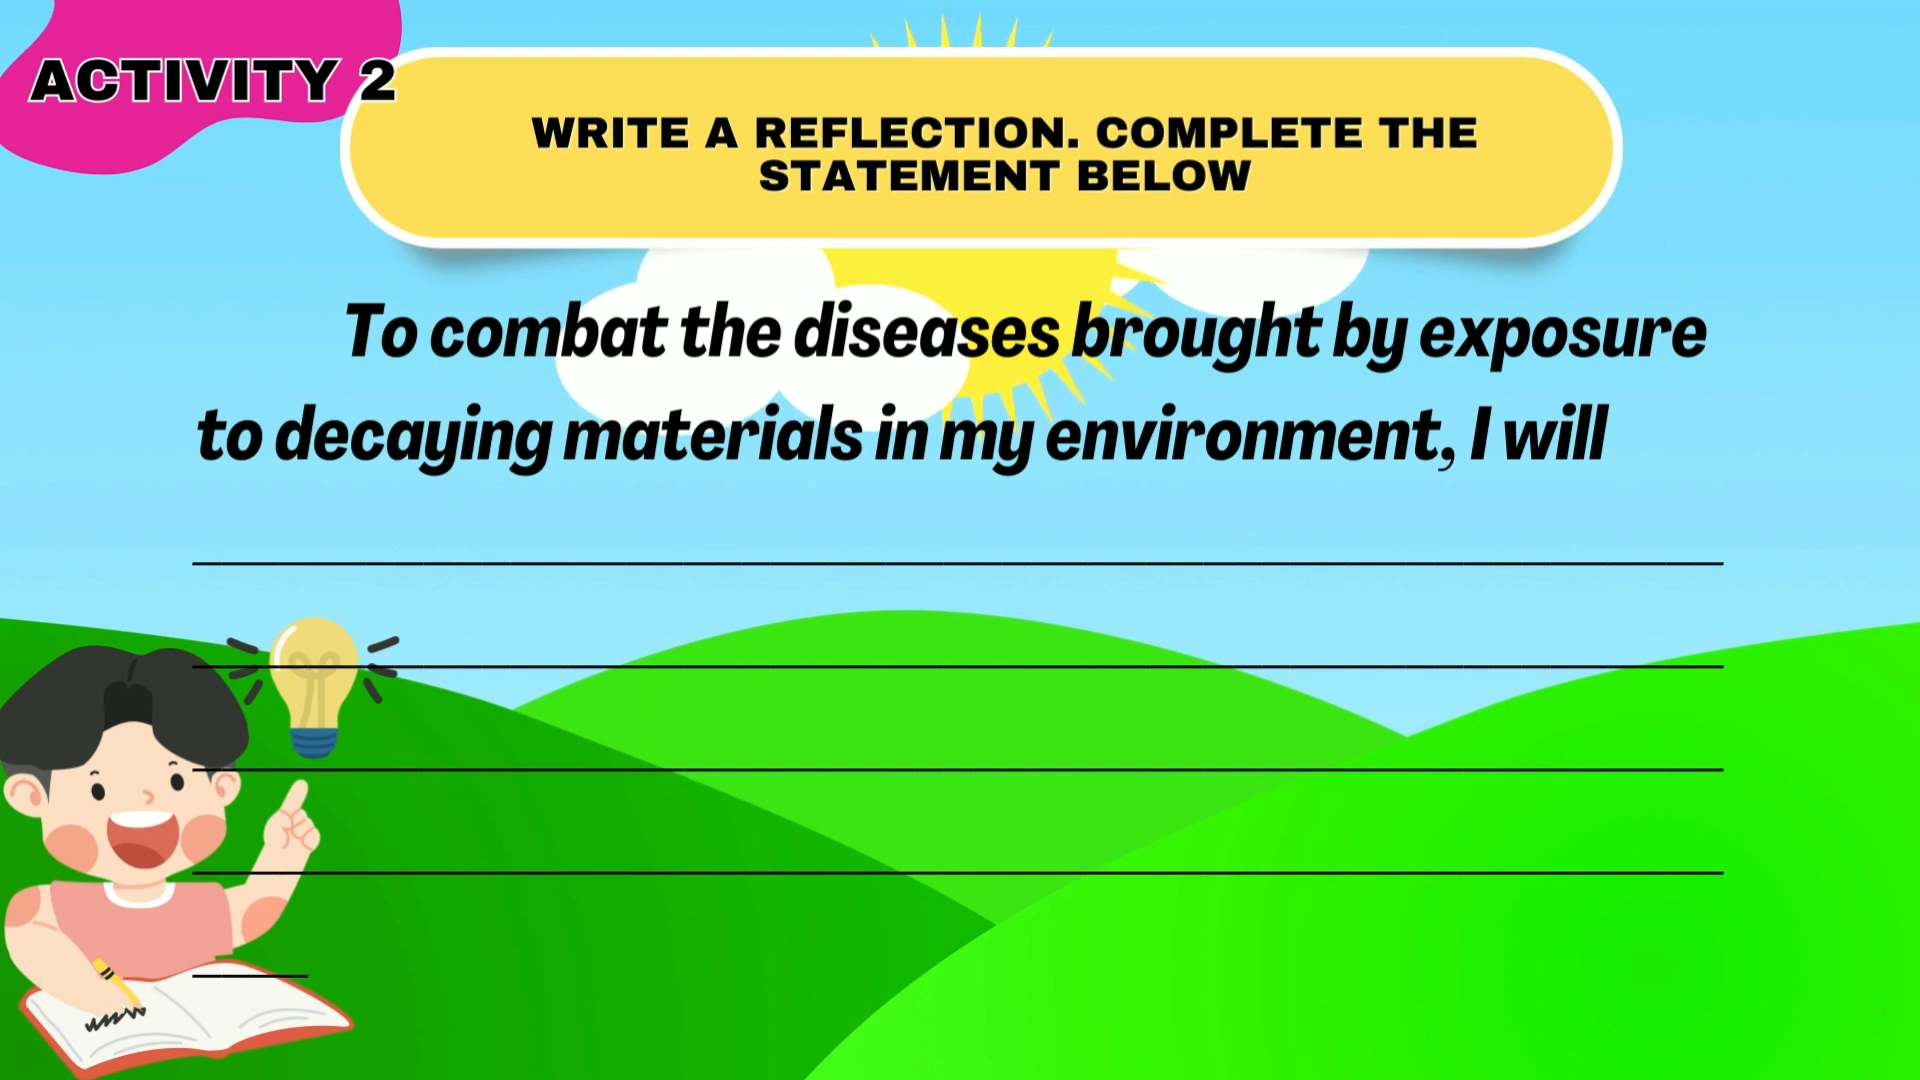 ACTIVITY 2
WRITE A REFLECTION. COMPLETE THE
STATEMENT BELOW
To combat the diseases brought by exposure
to decaying materials in my environment, I will